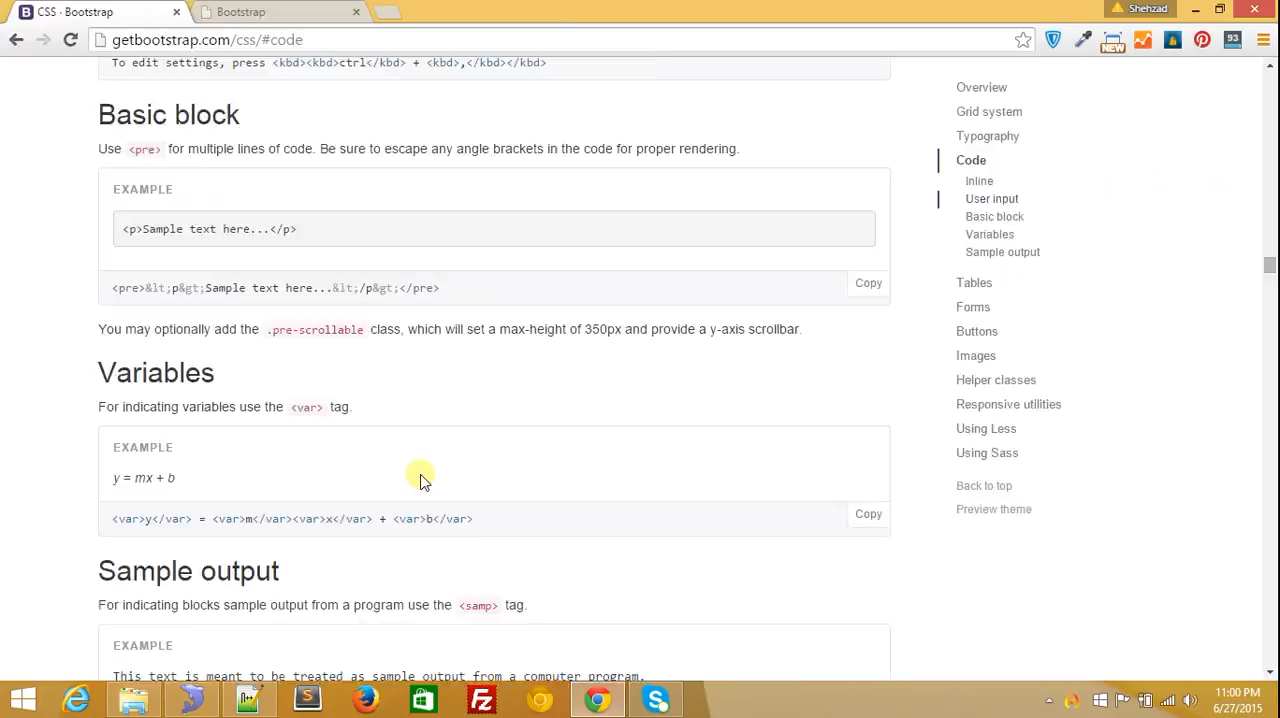 CSS · Bootstrap
Bootstrap
Shehzad
getbootstrap.com/css/#code
NEW
93
To edit settings, press <kbd><kbd>ctrl</kbd> + <kbd>,</kbd></kbd>
Basic block
Use <pre> for multiple lines of code. Be sure to escape any angle brackets in the code for proper rendering.
EXAMPLE
<p>Sample text here...</p>
Copy
<pre>&lt;p&gt;Sample text here...&lt;/p&gt;</pre>
You may optionally add the .pre-scrollable class, which will set a max-height of 350px and provide a y-axis scrollbar.
Variables
For indicating variables use the <var> tag.
EXAMPLE
y = mx + b
Copy
<var>y</var> = <var>m</var><var>x</var> + <var>b</var>
Sample output
For indicating blocks sample output from a program use the <samp> tag.
EXAMPLE
This text is meant to be treated as sample output from a computer program.
Overview
Grid system
Typography
Code
Inline
User input
Basic block
Variables
Sample output
Tables
Forms
Buttons
Images
Helper classes
Responsive utilities
Using Less
Using Sass
Back to top
Preview theme
11:00 PM
6/27/2015